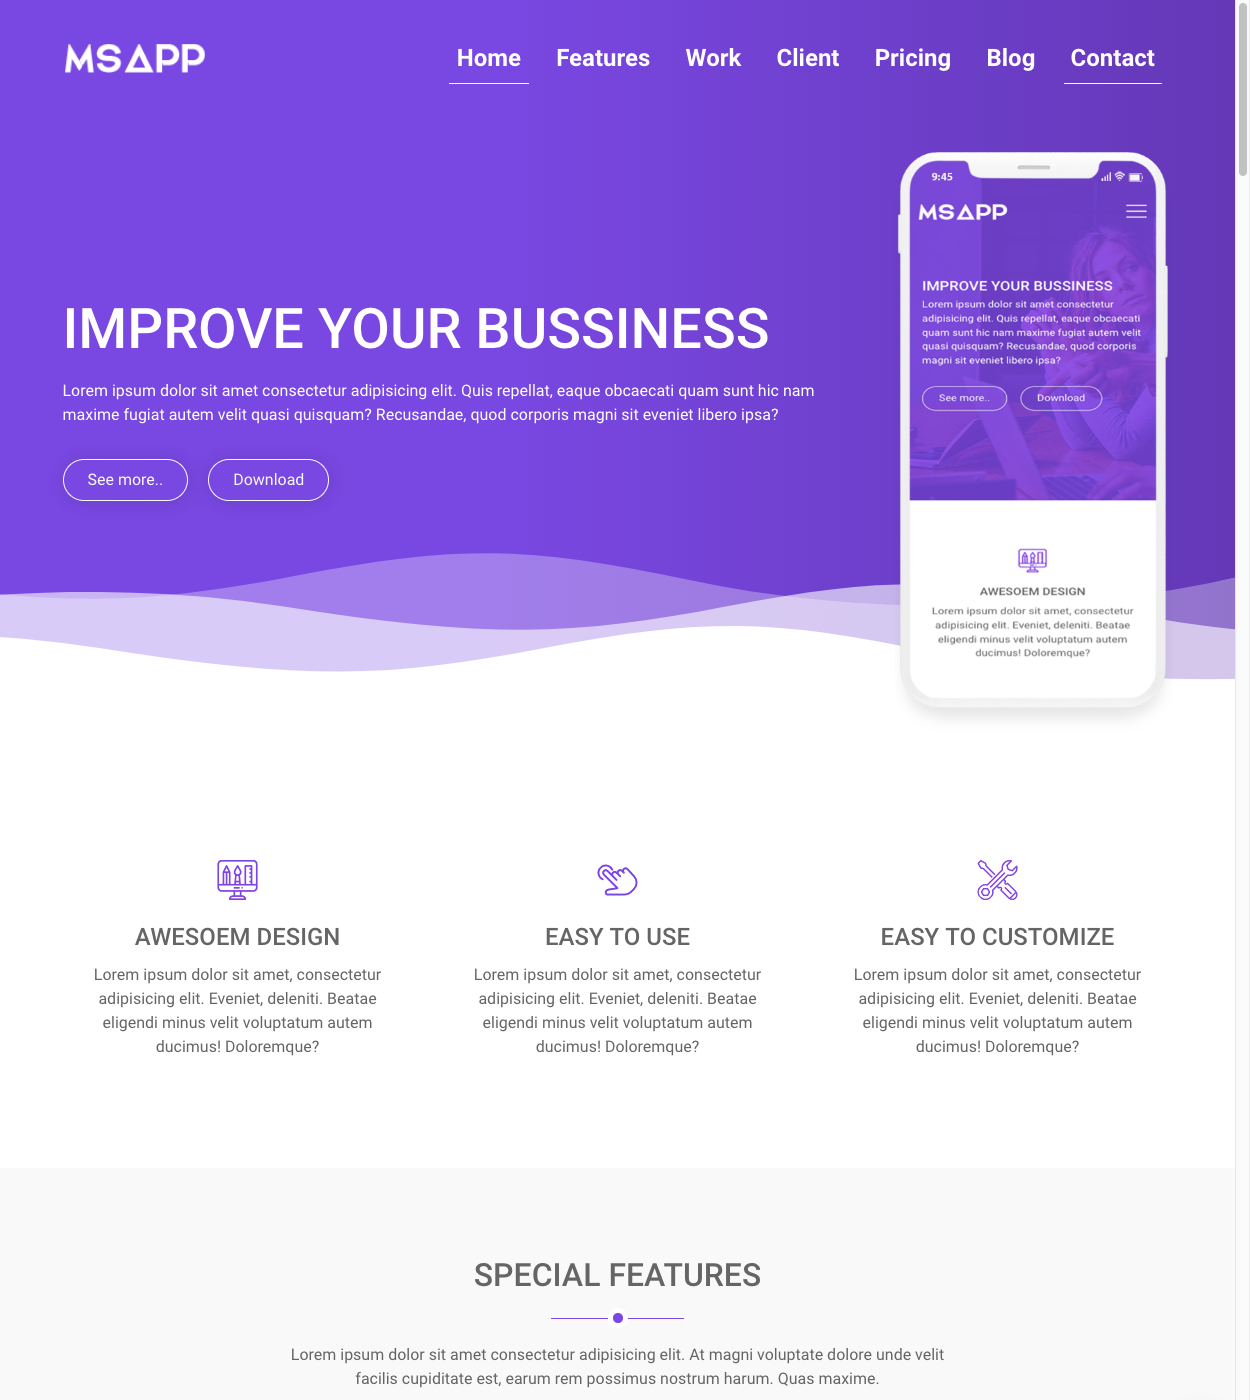 MSAPP
Home Features Work Client Pricing Blog Contact
IMPROVE YOUR BUSSINESS
Lorem ipsum dolor sit amet consectetur adipisicing elit. Quis repellat, eaque obcaecati quam sunt hic nam
maxime fugiat autem velit quasi quisquam? Recusandae, quod corporis magni sit eveniet libero ipsa?
See more.. Download
9:45
MSAPP
IMPROVE YOUR BUSSINESS
Lorem ipsum dolor sit amet consectetur
adipisicing elit. Quis repellat, eaque obcaecati
quam sunt hic nam maxime fugiat autem velit
quasi quisquam? Recusandae, quod corporis
magni sit eveniet libero ipsa?
See more.. Download
AWESOEM DESIGN
Lorem ipsum dolor sit amet, consectetur
adipisicing elit. Eveniet, deleniti. Beatae
eligendi minus velit voluptatum autem
ducimus! Doloremque?
AWESOEM DESIGN
Lorem ipsum dolor sit amet, consectetur
adipisicing elit. Eveniet, deleniti. Beatae
eligendi minus velit voluptatum autem
ducimus! Doloremque?
EASY TO USE
Lorem ipsum dolor sit amet, consectetur
adipisicing elit. Eveniet, deleniti. Beatae
eligendi minus velit voluptatum autem
ducimus! Doloremque?
EASY TO CUSTOMIZE
Lorem ipsum dolor sit amet, consectetur
adipisicing elit. Eveniet, deleniti. Beatae
eligendi minus velit voluptatum autem
ducimus! Doloremque?
SPECIAL FEATURES
Lorem ipsum dolor sit amet consectetur adipisicing elit. At magni voluptate dolore unde velit
facilis cupiditate est, earum rem possimus nostrum harum. Quas maxime.